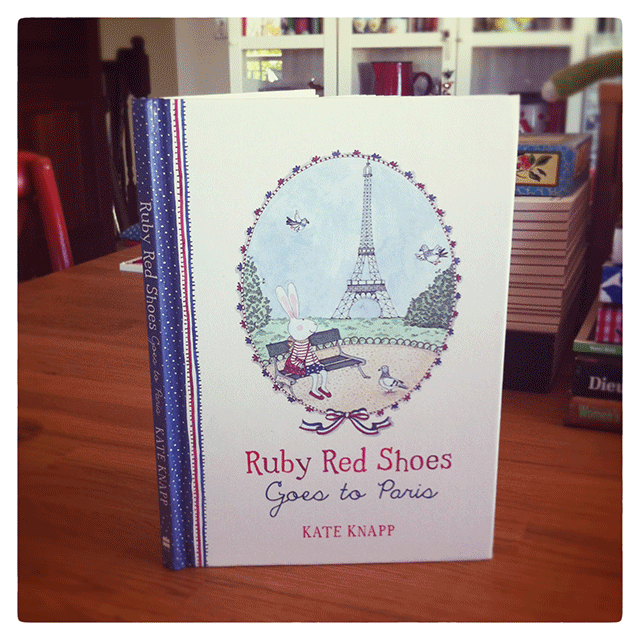 Ruby Red Shoes Goes to Paris KATE KNAPP
Ruby Red Shoes
Goes to Paris
KATE KNAPP
Dieu